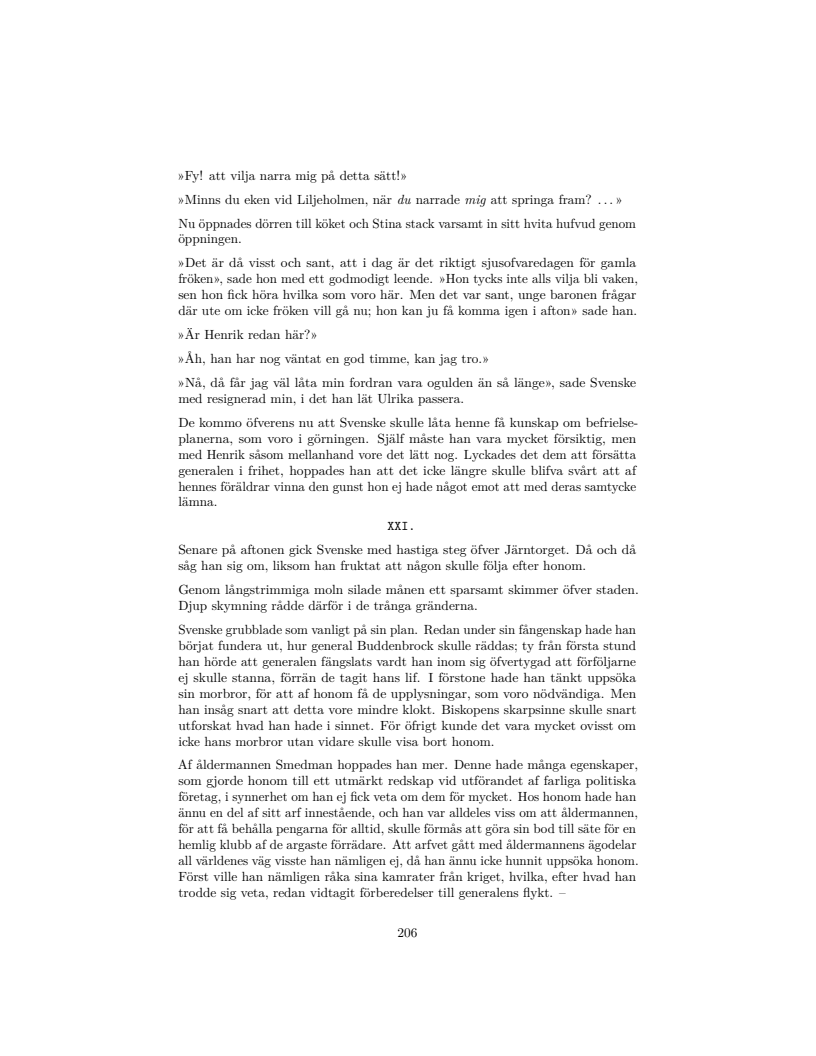 »Fy! att vilja narra mig på detta sätt!»
»Minns du eken vid Liljeholmen, när du narrade mig att springa fram? ...»
Nu öppnades dörren till köket och Stina stack varsamt in sitt hvita hufvud genom
öppningen.
»Det är då visst och sant, att i dag är det riktigt sjusofvaredagen för gamla
fröken», sade hon med ett godmodigt leende. »Hon tycks inte alls vilja bli vaken,
sen hon fick höra hvilka som voro här. Men det var sant, unge baronen frågar
där ute om icke fröken vill gå nu; hon kan ju få komma igen i afton» sade han.
»Är Henrik redan här?»
»Åh, han har nog väntat en god timme, kan jag tro.»
»Nå, då får jag väl låta min fordran vara ogulden än så länge», sade Svenske
med resignerad min, i det han lät Ulrika passera.
De kommo öfverens nu att Svenske skulle låta henne få kunskap om befrielse-
planerna, som voro i görningen. Själf måste han vara mycket försiktig, men
med Henrik såsom mellanhand vore det lätt nog. Lyckades det dem att försätta
generalen i frihet, hoppades han att det icke längre skulle blifva svårt att af
hennes föräldrar vinna den gunst hon ej hade något emot att med deras samtycke
lämna.
XXI.
Senare på aftonen gick Svenske med hastiga steg öfver Järntorget. Då och då
såg han sig om, liksom han fruktat att någon skulle följa efter honom.
Genom långstrimmiga moln silade månen ett sparsamt skimmer öfver staden.
Djup skymning rådde därför i de trånga gränderna.
Svenske grubblade som vanligt på sin plan. Redan under sin fångenskap hade han
börjat fundera ut, hur general Buddenbrock skulle räddas; ty från första stund
han hörde att generalen fängslats vardt han inom sig öfvertygad att förföljarne
ej skulle stanna, förrän de tagit hans lif. I förstone hade han tänkt uppsöka
sin morbror, för att af honom få de upplysningar, som voro nödvändiga. Men
han insåg snart att detta vore mindre klokt. Biskopens skarpsinne skulle snart
utforskat hvad han hade i sinnet. För öfrigt kunde det vara mycket ovisst om
icke hans morbror utan vidare skulle visa bort honom.
Af åldermannen Smedman hoppades han mer. Denne hade många egenskaper,
som gjorde honom till ett utmärkt redskap vid utförandet af farliga politiska
företag, i synnerhet om han ej fick veta om dem för mycket. Hos honom hade han
ännu en del af sitt arf innestående, och han var alldeles viss om att åldermannen,
för att få behålla pengarna för alltid, skulle förmås att göra sin bod till säte för en
hemlig klubb af de argaste förrädare. Att arfvet gått med åldermannens ägodelar
all världenes väg visste han nämligen ej, då han ännu icke hunnit uppsöka honom.
Först ville han nämligen råka sina kamrater från kriget, hvilka, efter hvad han
trodde sig veta, redan vidtagit förberedelser till generalens flykt. –
206